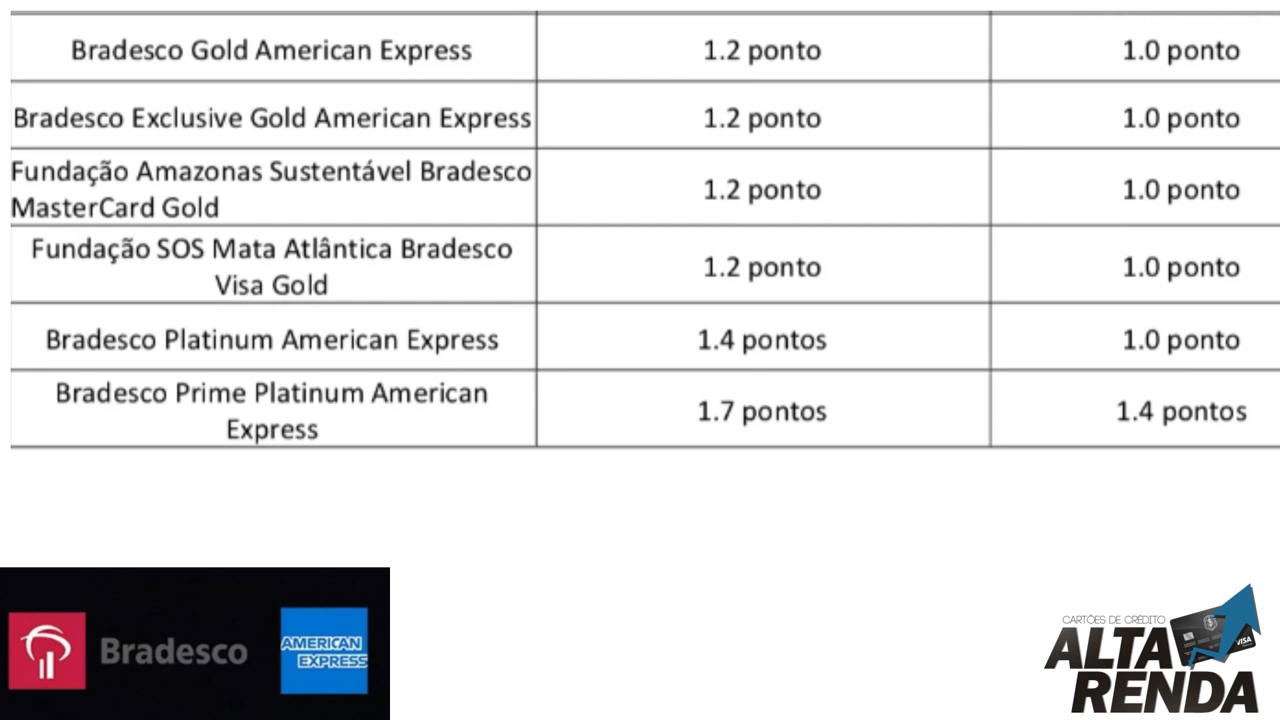 Bradesco Gold American Express 1.2 ponto 1.0 ponto
Bradesco Exclusive Gold American Express 1.2 ponto 1.0 ponto
Fundação Amazonas Sustentável Bradesco
MasterCard Gold 1.2 ponto 1.0 ponto
Fundação SOS Mata Atlântica Bradesco
Visa Gold 1.2 ponto 1.0 ponto
Bradesco Platinum American Express 1.4 pontos 1.0 ponto
Bradesco Prime Platinum American
Express 1.7 pontos 1.4 pontos
Bradesco
AMERICAN
EXPRESS
CARTÕES DE CRÉDITO
ALTA
RENDA
VISA